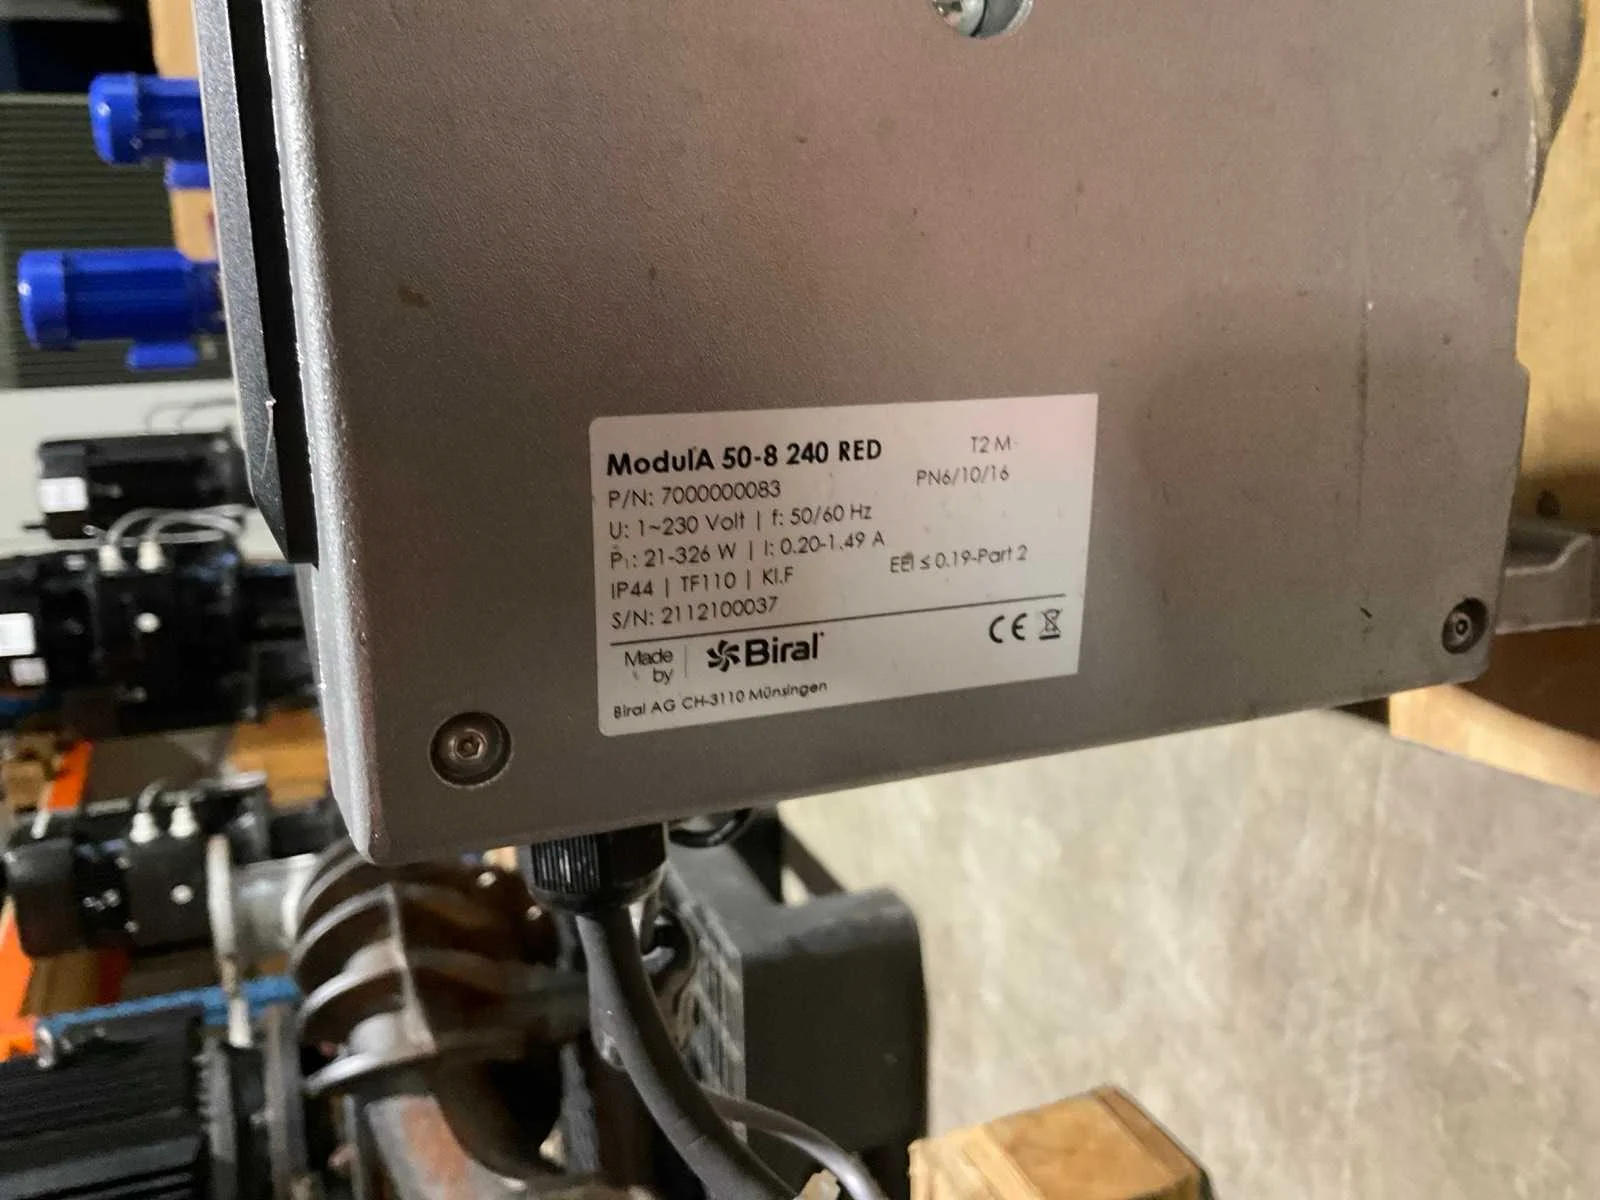 ModulA 50-8 240 RED
T2 M
P/N: 7000000083
PN6/10/16
U: 1~230 Volt | f: 50/60 Hz
P₁: 21-326 W | I: 0.20-1.49 A
IP44 | TF110 | Kl.F
EEI ≤ 0.19-Part 2
S/N: 2112100037
Made by
Biral
CE
Biral AG CH-3110 Münsingen